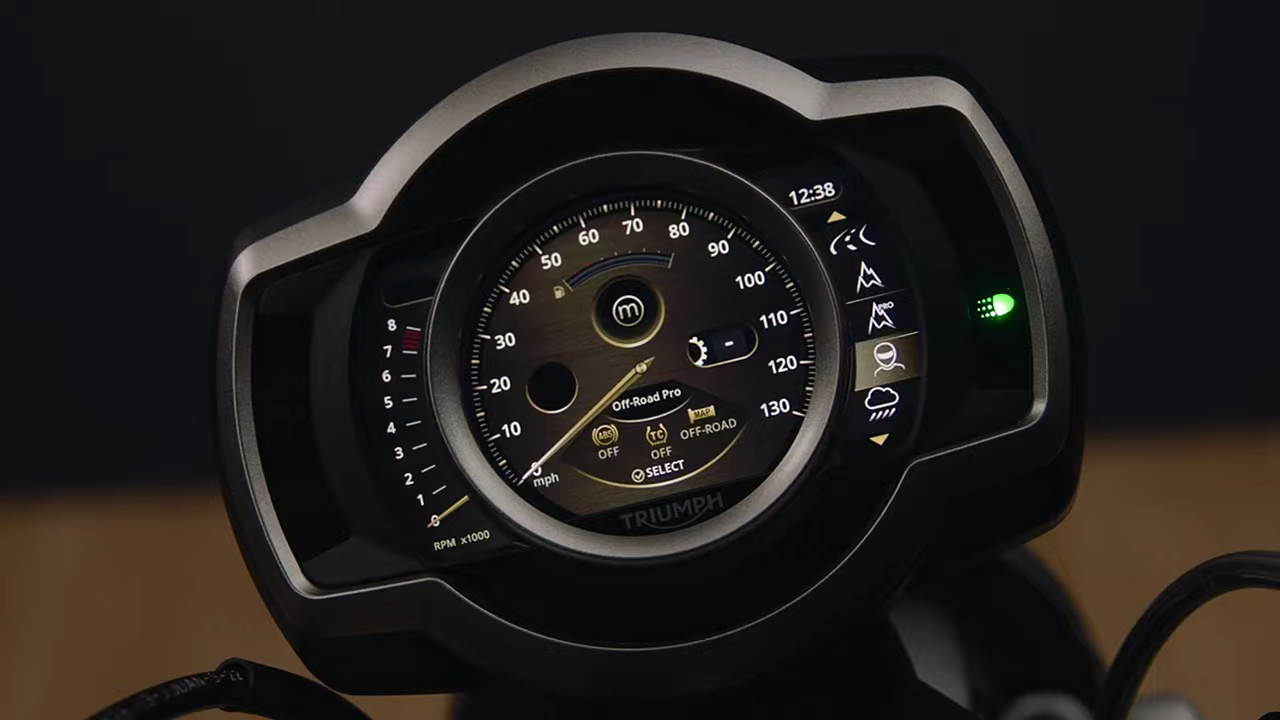 12:38
70
60
80
50
90
40
100
30
110
20
120
10
130
0
mph
m
-
PRO
Off-Road Pro
ABS
OFF
TC
OFF
MAP
OFF-ROAD
SELECT
TRIUMPH
8
7
6
5
4
3
2
1
0
RPM x1000